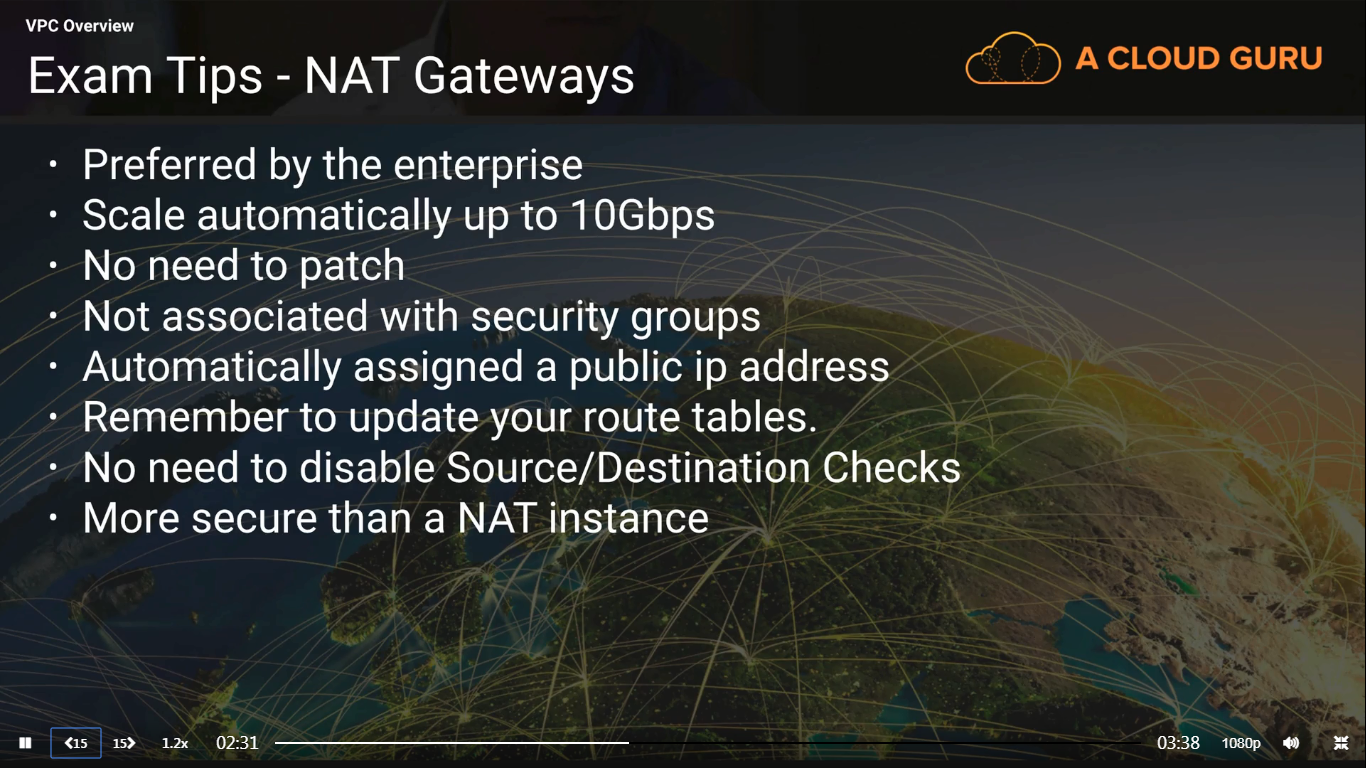 VPC Overview
Exam Tips - NAT Gateways
A CLOUD GURU
• Preferred by the enterprise
• Scale automatically up to 10Gbps
• No need to patch
• Not associated with security groups
• Automatically assigned a public ip address
• Remember to update your route tables.
• No need to disable Source/Destination Checks
• More secure than a NAT instance
15 15 1.2x 02:31 03:38 1080p